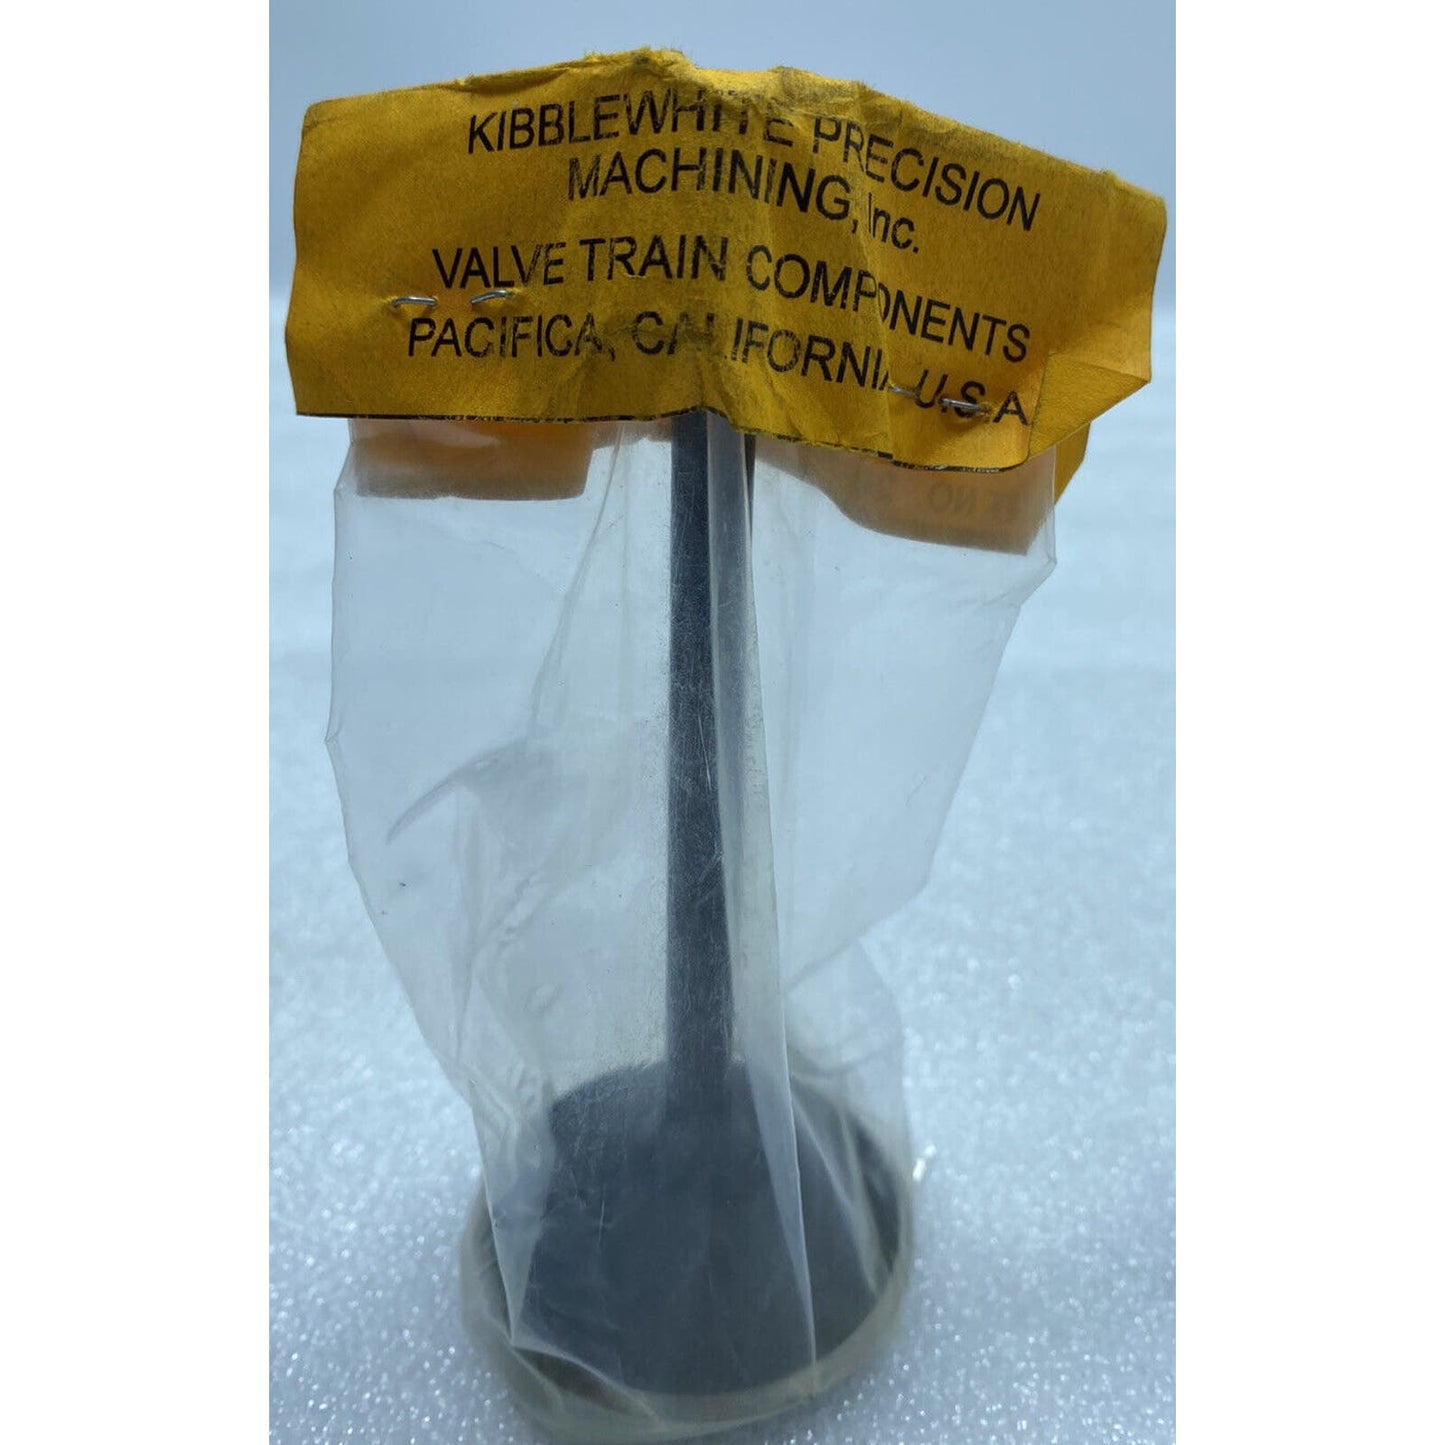 KIBBLEWHITE PRECISION
MACHINING, Inc.
VALVE TRAIN COMPONENTS
PACIFICA, CALIFORNIA U.S.A